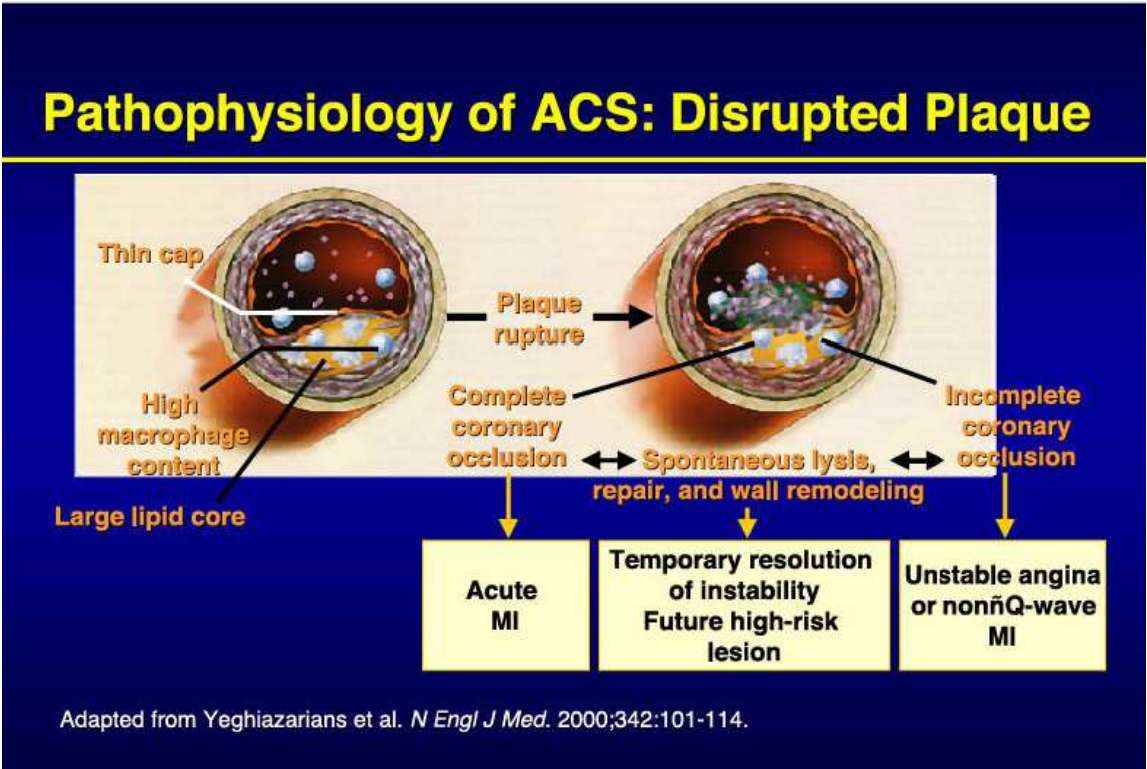 Pathophysiology of ACS: Disrupted Plaque
Thin cap
Plaque
rupture
High
macrophage
content
Large lipid core
Complete
coronary
occlusion
Spontaneous lysis,
repair, and wall remodeling
Incomplete
coronary
occlusion
Acute
MI
Temporary resolution
of instability
Future high-risk
lesion
Unstable angina
or nonñQ-wave
MI
Adapted from Yeghiazarians et al. N Engl J Med. 2000;342:101-114.